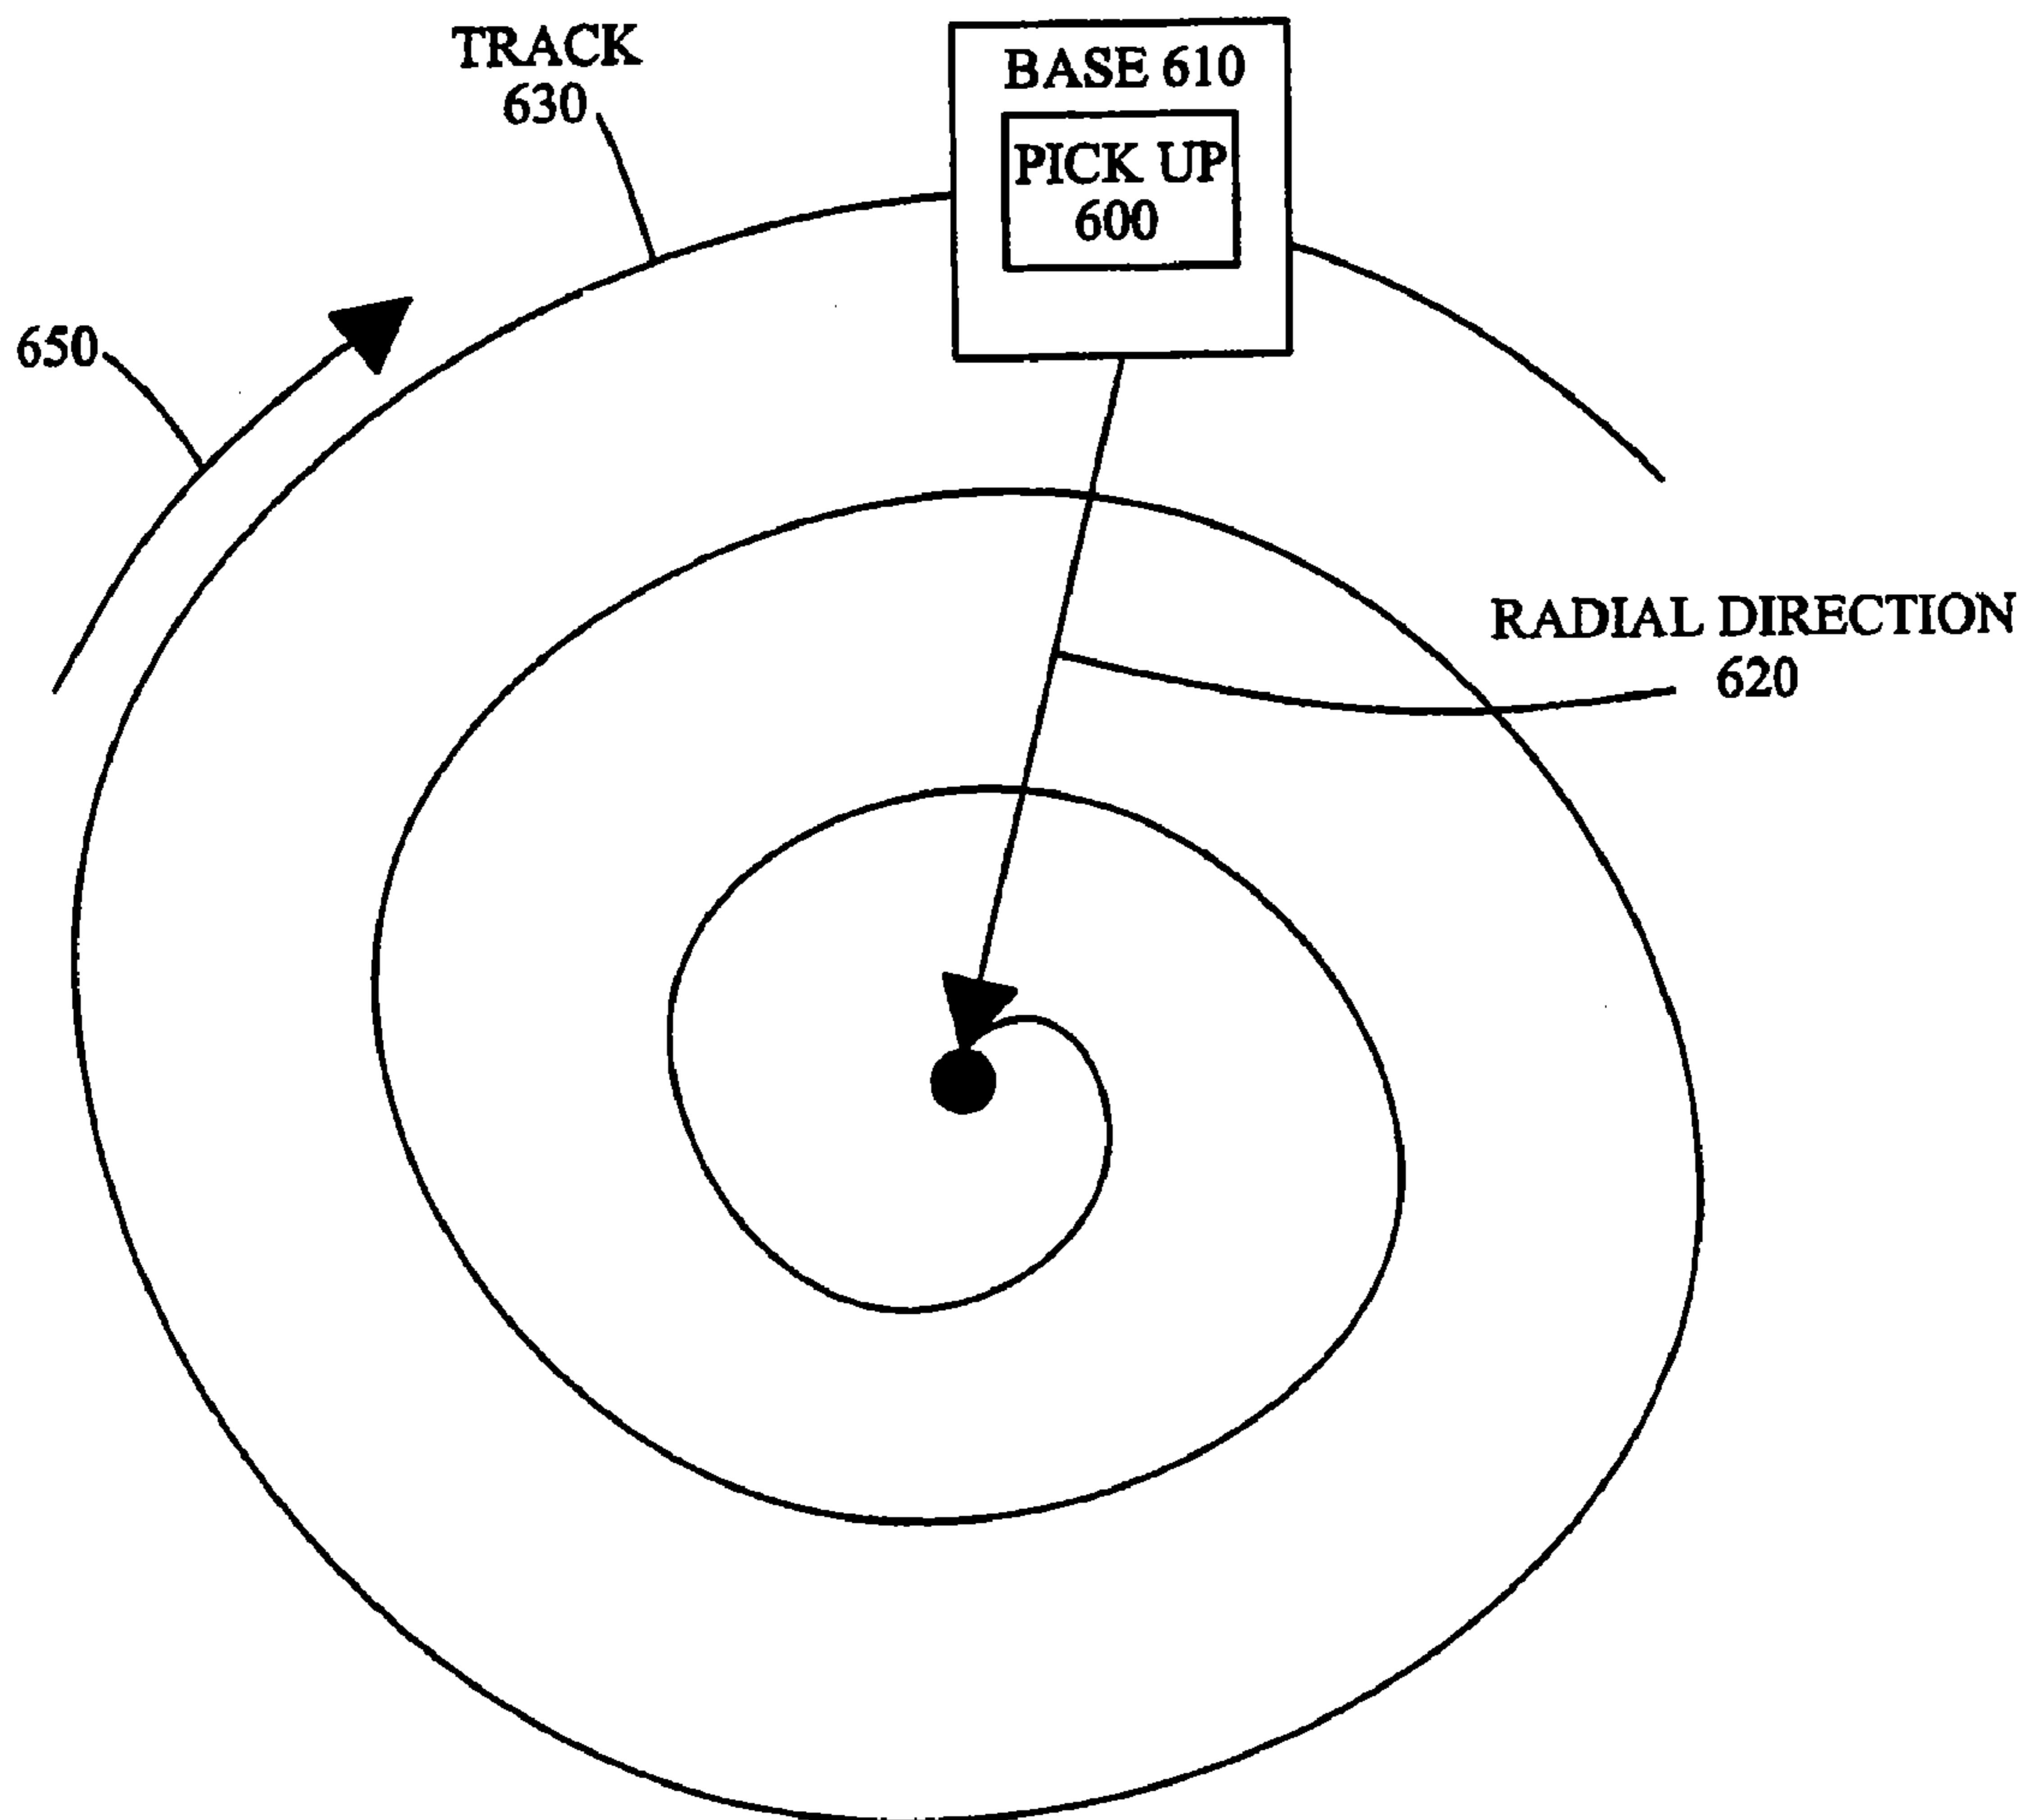 TRACK
630
BASE 610
PICK UP
600
650
RADIAL DIRECTION
620